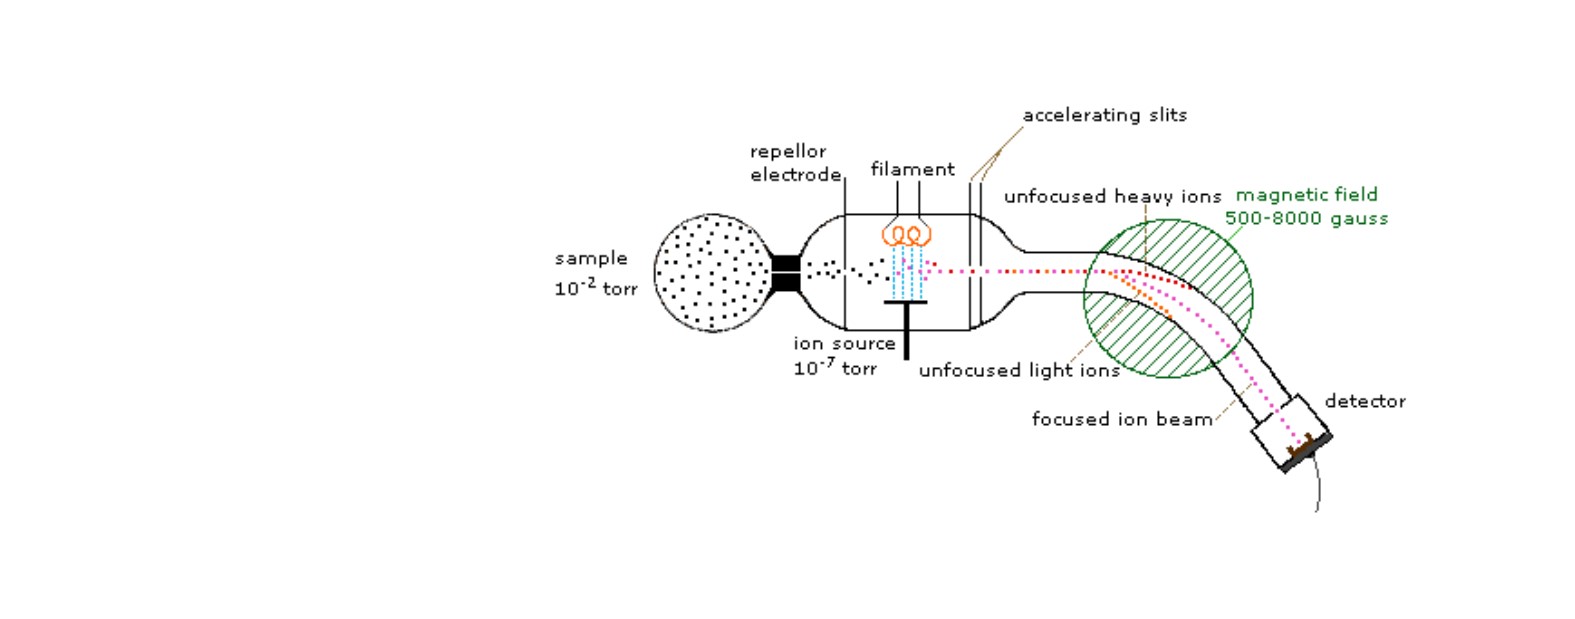 accelerating slits
repellor
electrode
filament
unfocused heavy ions
magnetic field
500-8000 gauss
sample
10⁻² torr
ion source
10⁻⁷ torr
unfocused light ions
focused ion beam
detector